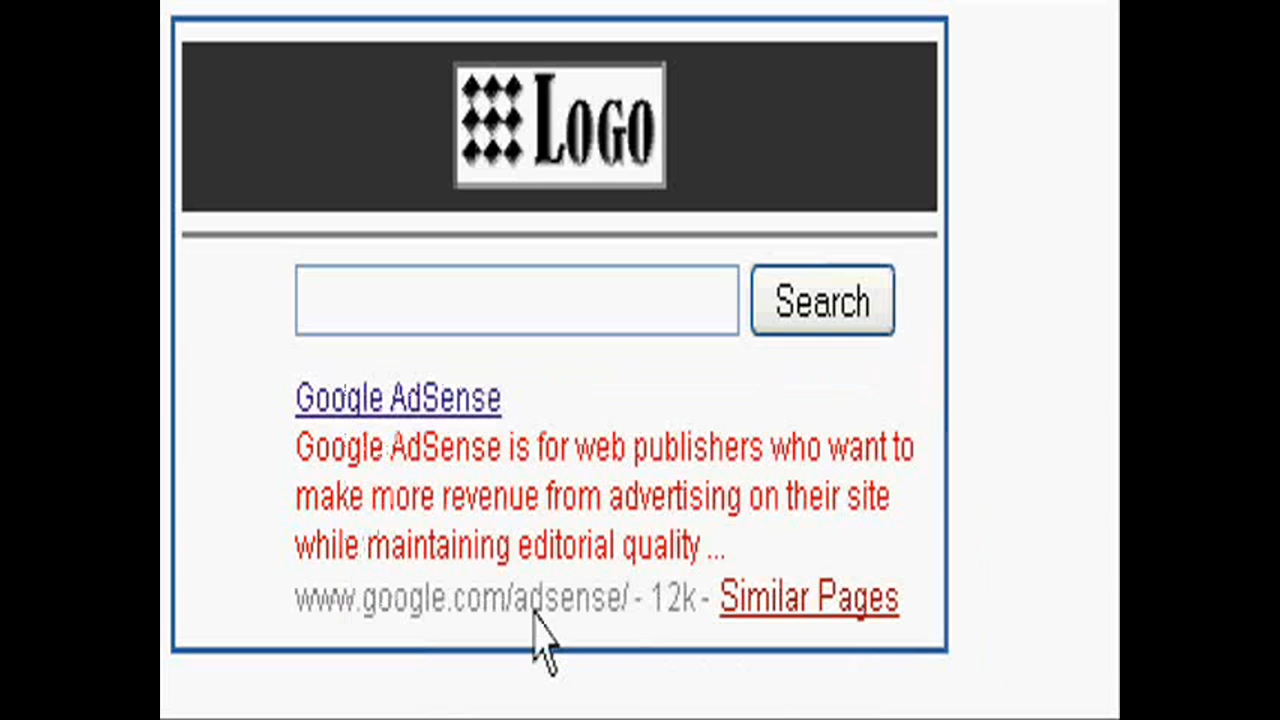 LOGO
Search
Google AdSense
Google AdSense is for web publishers who want to
make more revenue from advertising on their site
while maintaining editorial quality ...
www.google.com/adsense/ - 12k - Similar Pages